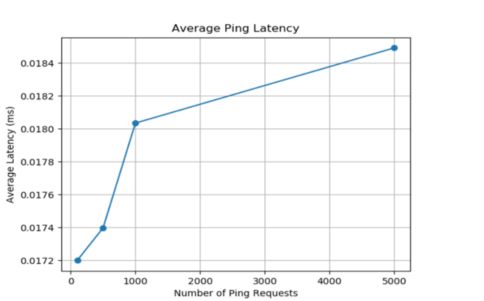 Average Ping Latency
Average Latency (ms)
0.0184
0.0182
0.0180
0.0178
0.0176
0.0174
0.0172
0 1000 2000 3000 4000 5000
Number of Ping Requests